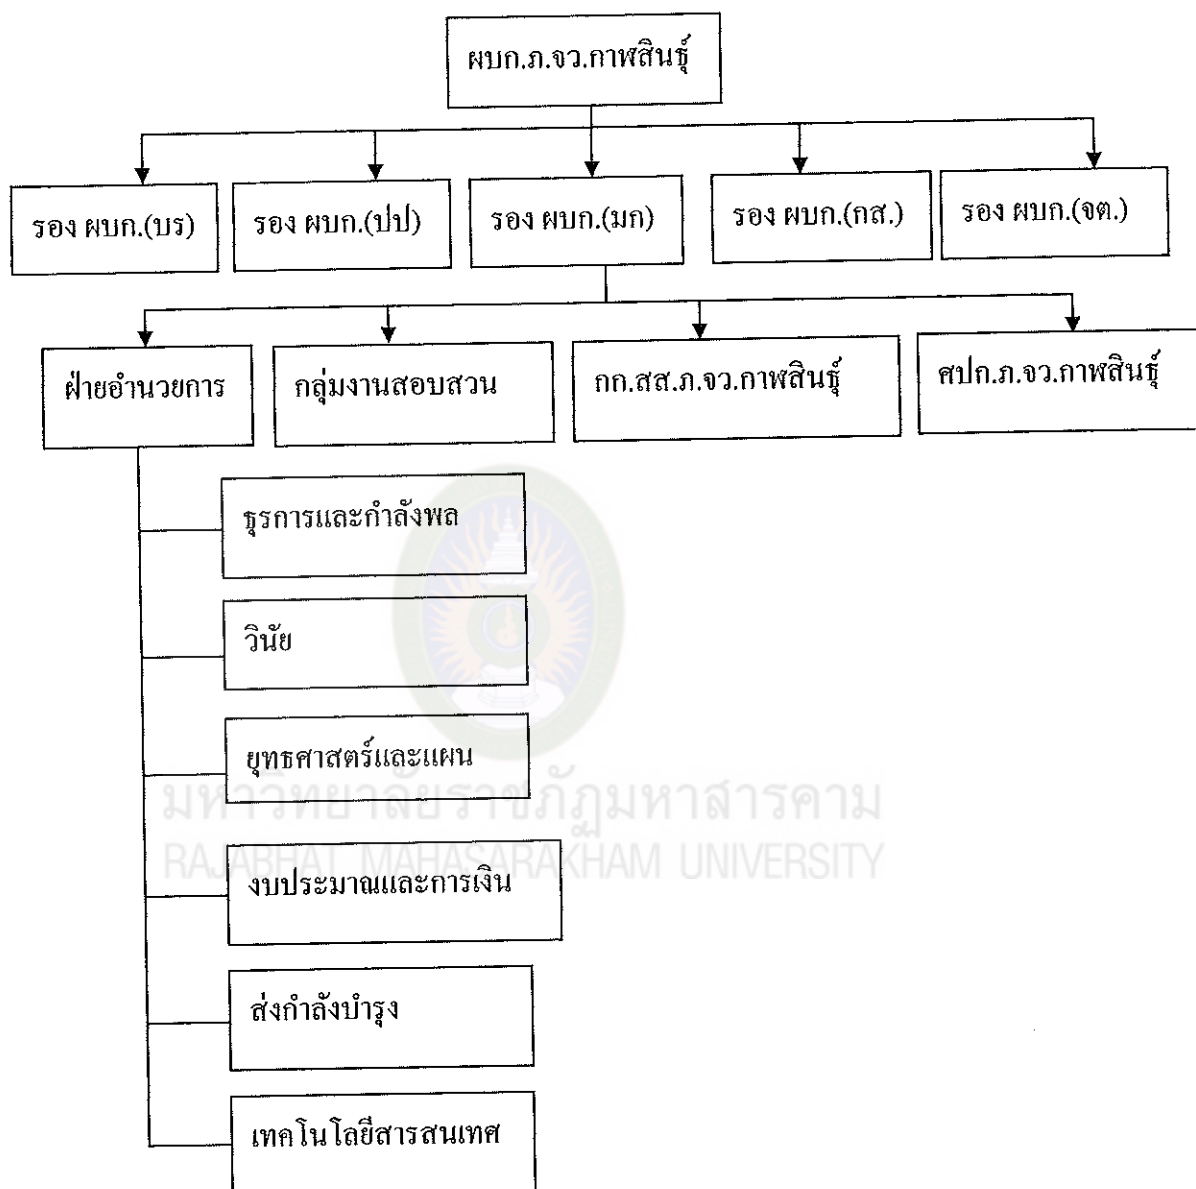 ผบก.ภ.จว.กาฬสินธุ์
รอง ผบก.(บร)
รอง ผบก.(ปป)
รอง ผบก.(มก)
รอง ผบก.(กส.)
รอง ผบก.(จต.)
ฝ่ายอำนวยการ
กลุ่มงานสอบสวน
กก.สส.ภ.จว.กาฬสินธุ์
ศปก.ภ.จว.กาฬสินธุ์
ธุรการและกำลังพล
วินัย
ยุทธศาสตร์และแผน
มหาวิทยาลัยราชภัฏมหาสารคาม
RAJABHAT MAHASARAKHAM UNIVERSITY
งบประมาณและการเงิน
ส่งกำลังบำรุง
เทคโนโลยีสารสนเทศ